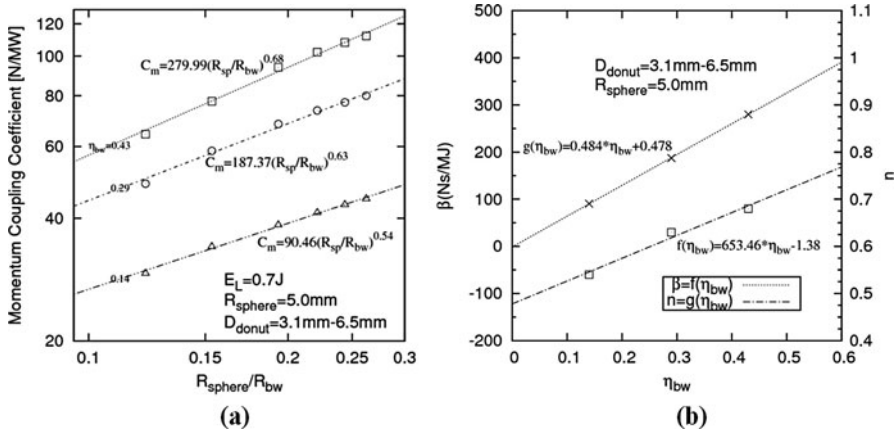 Momentum Coupling Coefficient [N/MW]
120
100
80
60
40
20
C_m=279.99(R_sp/R_bw)^0.68
η_bw=0.43
0.29
C_m=187.37(R_sp/R_bw)^0.63
C_m=90.46(R_sp/R_bw)^0.54
0.14
E_L=0.7J
R_sphere=5.0mm
D_donut=3.1mm-6.5mm
0.1 0.2 0.3
R_sphere/R_bw
(a)
β(Ns/MJ)
500
400
300
200
100
0
-100
-200
D_donut=3.1mm-6.5mm
R_sphere=5.0mm
g(η_bw)=0.484*η_bw+0.478
f(η_bw)=653.46*η_bw-1.38
β=f(η_bw)
n=g(η_bw)
0 0.1 0.2 0.3 0.4 0.5 0.6
η_bw
1
0.9
0.8
0.7
0.6
0.5
0.4
n
(b)